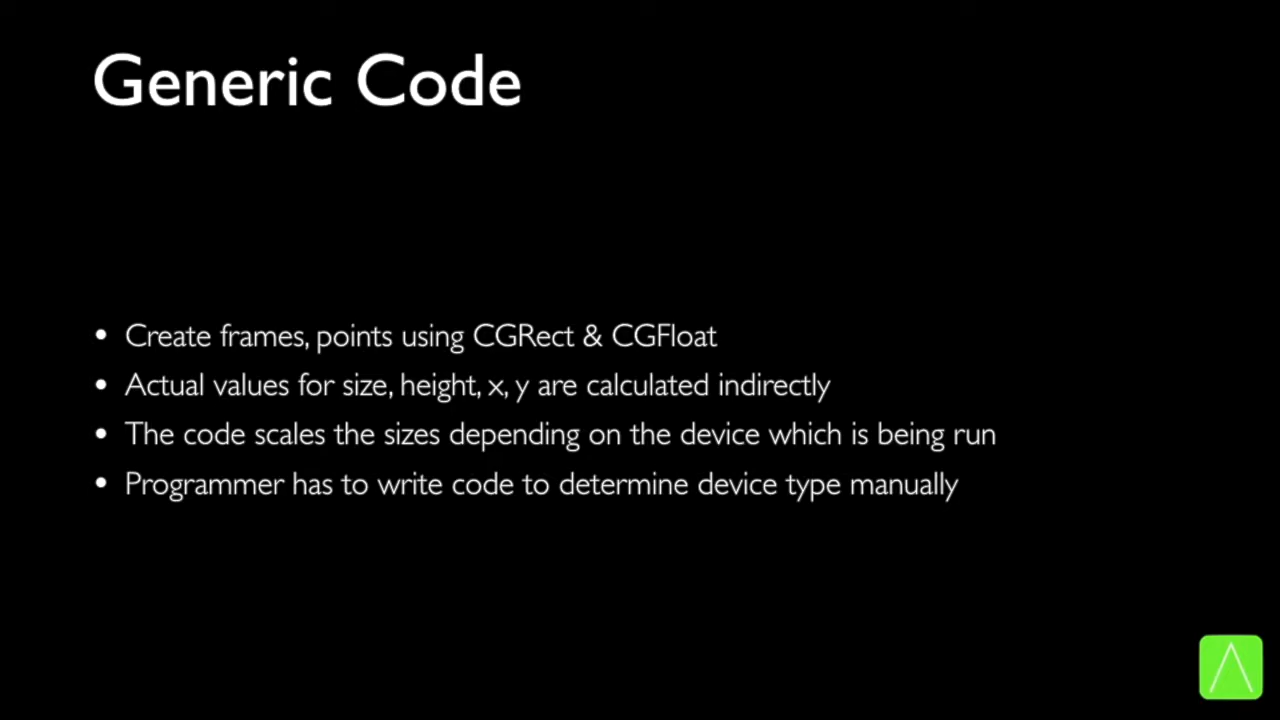 Generic Code
• Create frames, points using CGRect & CGFloat
• Actual values for size, height, x, y are calculated indirectly
• The code scales the sizes depending on the device which is being run
• Programmer has to write code to determine device type manually